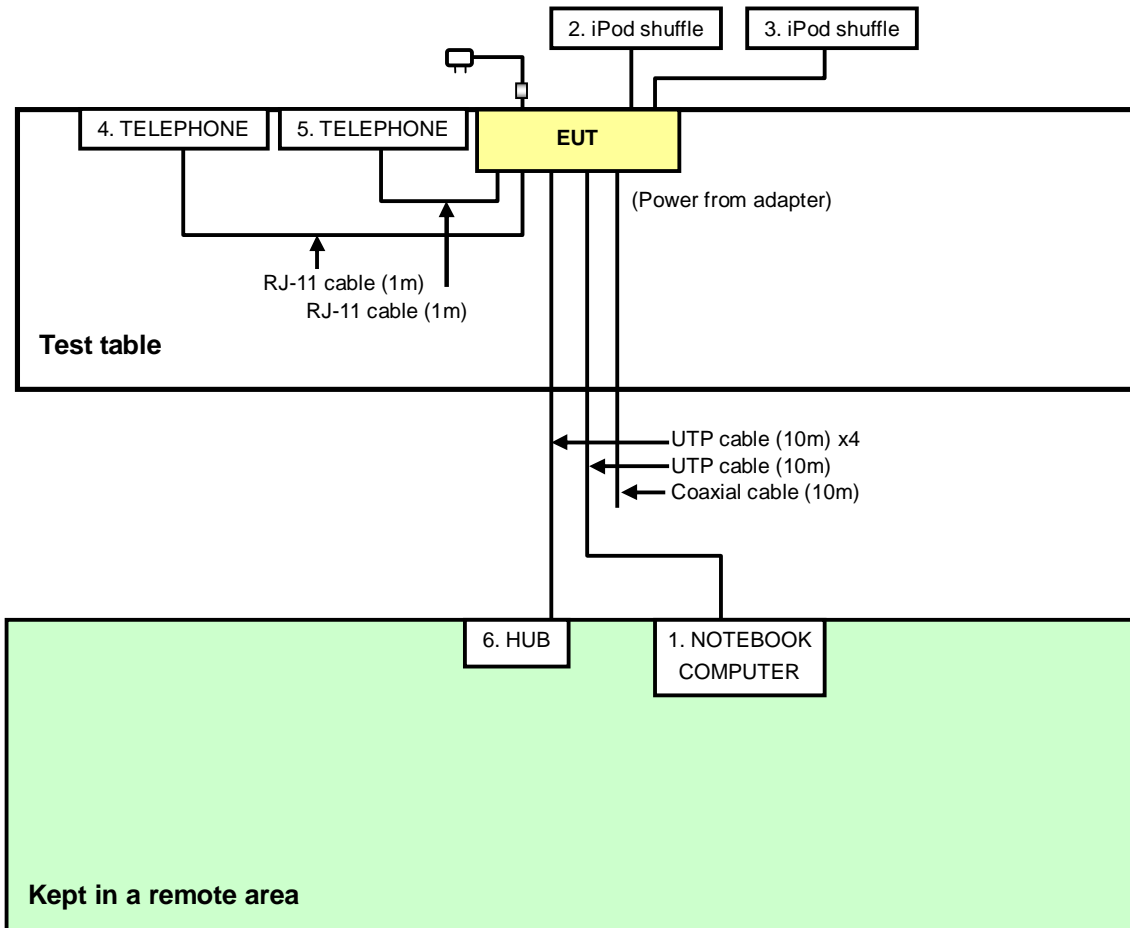 2. iPod shuffle
3. iPod shuffle
4. TELEPHONE
5. TELEPHONE
EUT
(Power from adapter)
RJ-11 cable (1m)
RJ-11 cable (1m)
Test table
UTP cable (10m) x4
UTP cable (10m)
Coaxial cable (10m)
6. HUB
1. NOTEBOOK
COMPUTER
Kept in a remote area